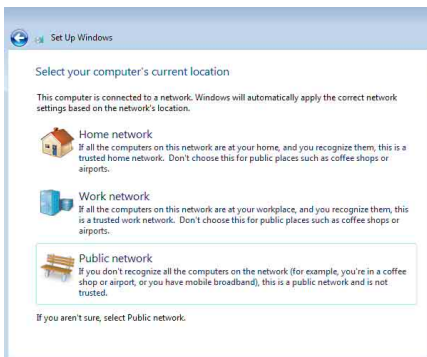 Set Up Windows
Select your computer's current location
This computer is connected to a network. Windows will automatically apply the correct network
settings based on the network's location.
Home network
If all the computers on this network are at your home, and you recognize them, this is a
trusted home network. Don't choose this for public places such as coffee shops or
airports.
Work network
If all the computers on this network are at your workplace, and you recognize them, this
is a trusted work network. Don't choose this for public places such as coffee shops or
airports.
Public network
If you don't recognize all the computers on the network (for example, you're in a coffee
shop or airport, or you have mobile broadband), this is a public network and is not
trusted.
If you aren't sure, select Public network.